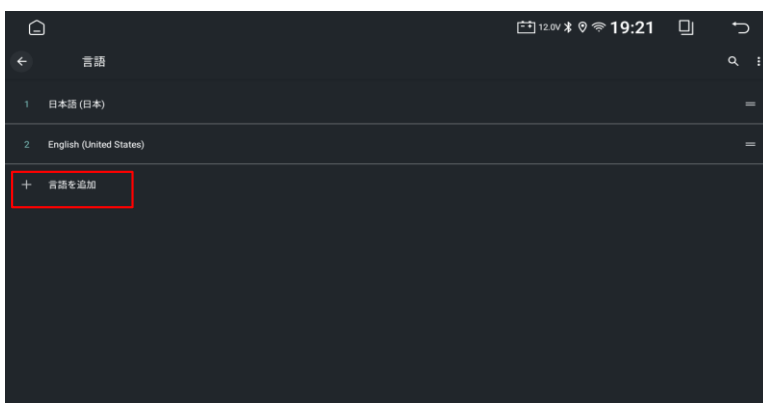 12.0V 19:21
言語
1 日本語 (日本)
2 English (United States)
+ 言語を追加